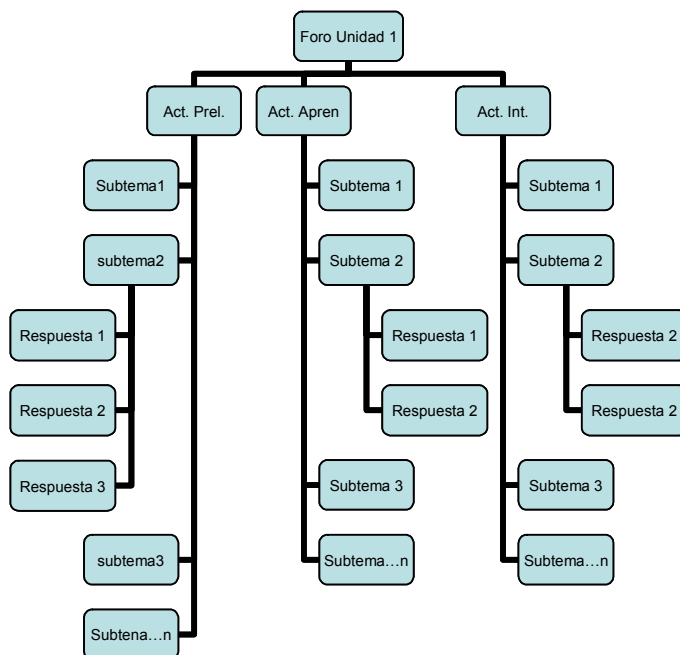 Foro Unidad 1
Act. Prel.
Act. Apren
Act. Int.
Subtema1
Subtema 1
Subtema 1
subtema2
Subtema 2
Subtema 2
Respuesta 1
Respuesta 1
Respuesta 2
Respuesta 2
Respuesta 2
Respuesta 2
Respuesta 3
Subtema 3
Subtema 3
subtema3
Subtema...n
Subtema...n
Subtena...n